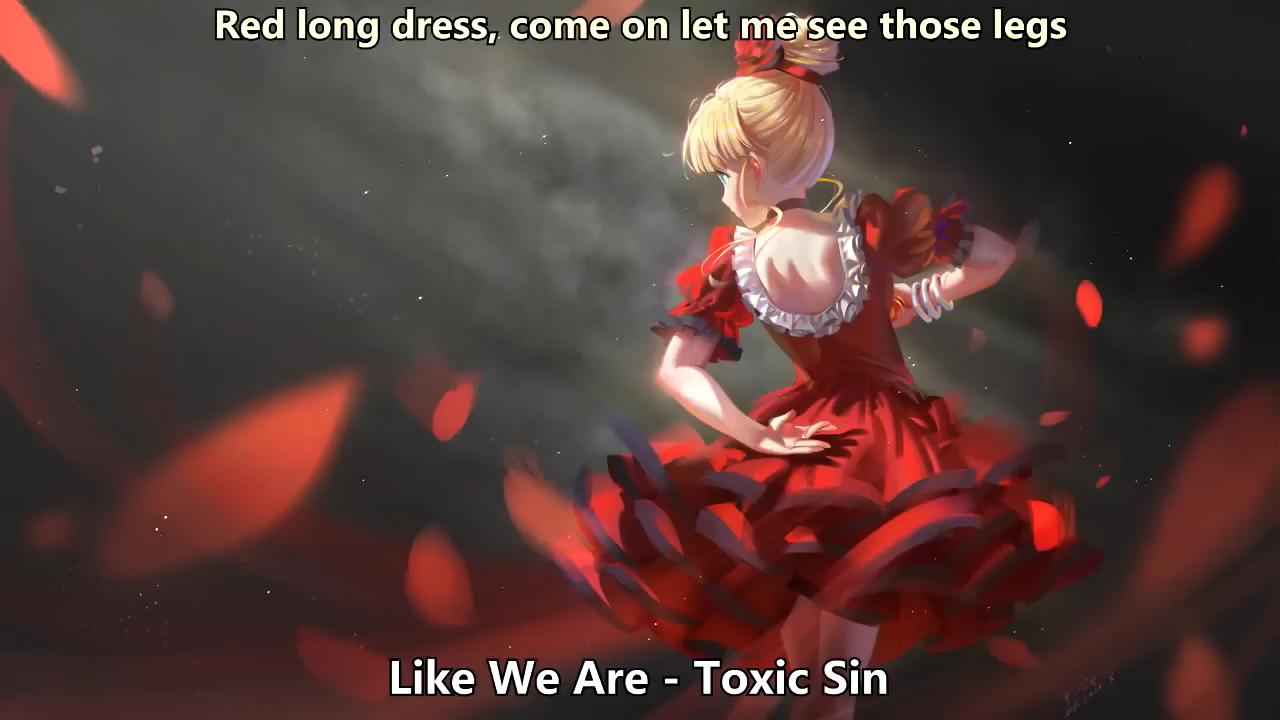 Red long dress, come on let me see those legs
Like We Are - Toxic Sin